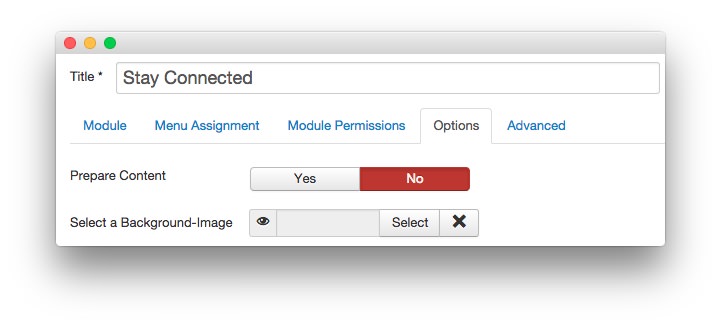 Title * Stay Connected
Module Menu Assignment Module Permissions Options Advanced
Prepare Content Yes No
Select a Background-Image Select